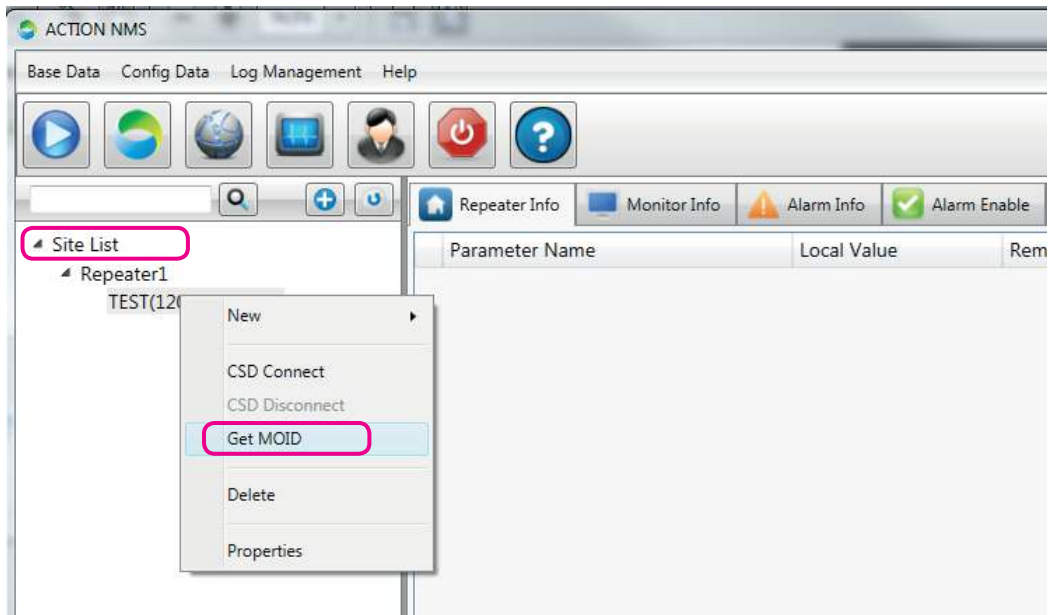 ACTION NMS
Base Data Config Data Log Management Help
Repeater Info Monitor Info Alarm Info Alarm Enable
Site List
Parameter Name Local Value Rem
Repeater1
TEST(120
New
CSD Connect
CSD Disconnect
Get MOID
Delete
Properties